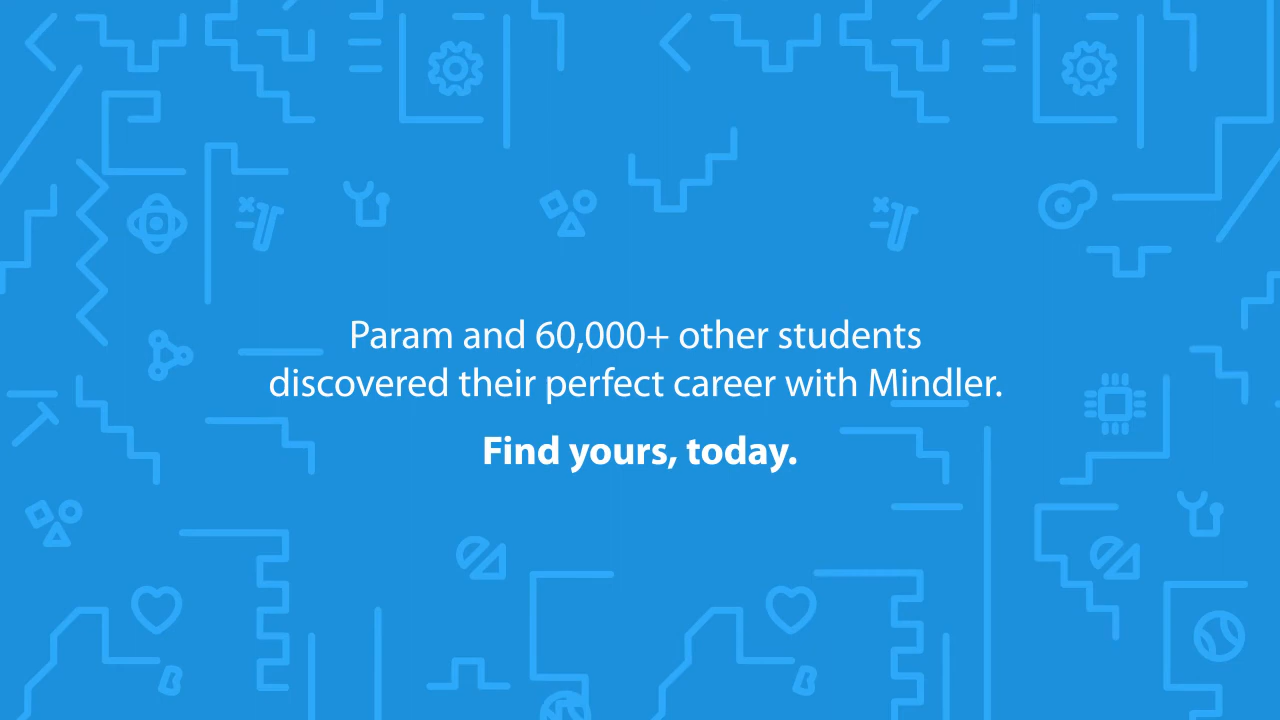 Param and 60,000+ other students
discovered their perfect career with Mindler.
Find yours, today.